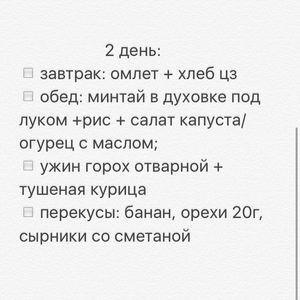 2 день:
завтрак: омлет + хлеб цз
обед: минтай в духовке под
луком +рис + салат капуста/
огурец с маслом;
ужин горох отварной +
тушеная курица
перекусы: банан, орехи 20г,
сырники со сметаной